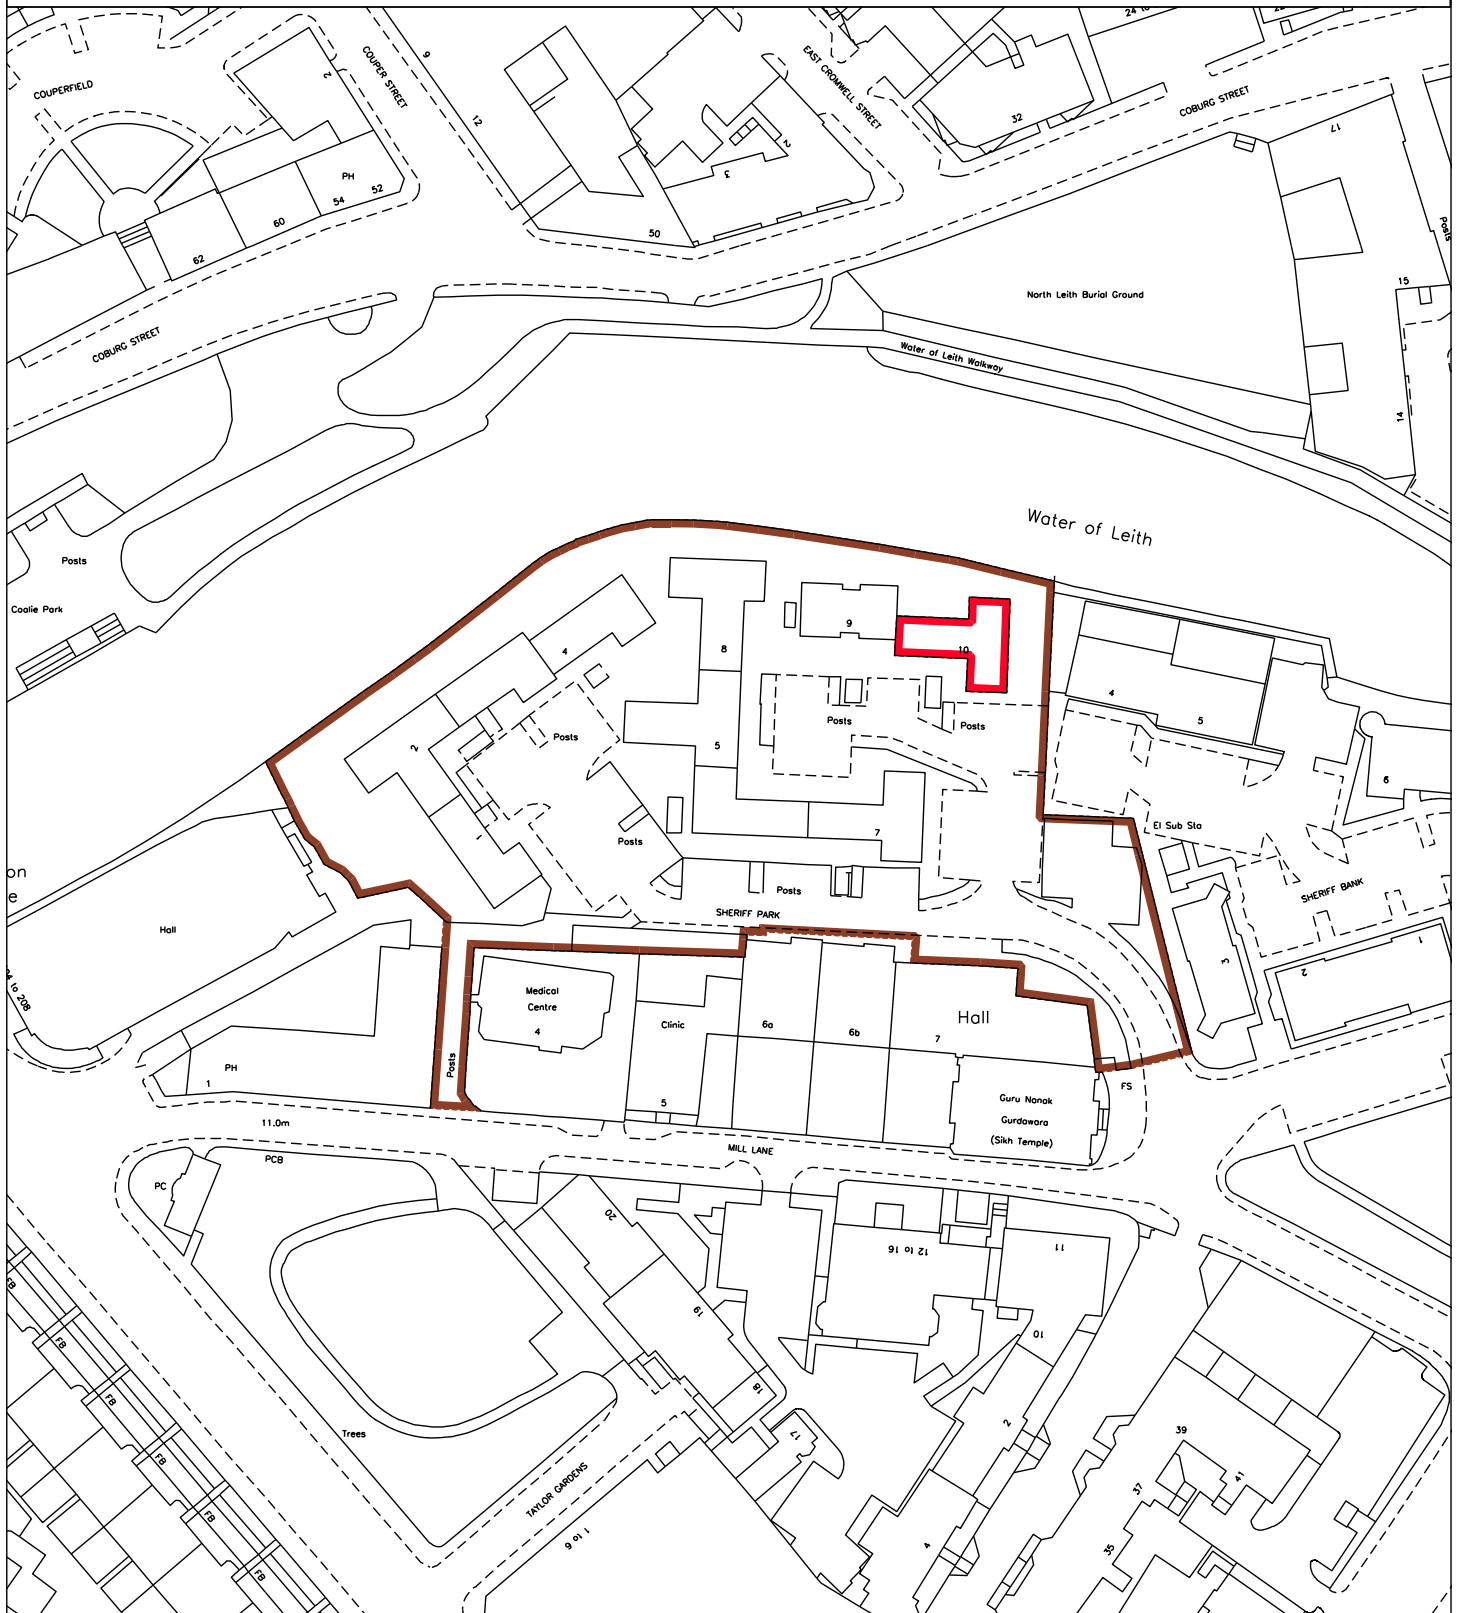 COUPERFIELD
2
COUPER STREET
9
12
EAST CROMWELL STREET
2
3
32
COBURG STREET
17
PH
52
54
60
62
50
Posts
15
North Leith Burial Ground
COBURG STREET
Water of Leith Walkway
14
Water of Leith
Posts
Coalie Park
4
8
9
10
2
Posts
5
Posts
Posts
4
5
6
7
Posts
El Sub Sta
on
e
Posts
SHERIFF BANK
SHERIFF PARK
Hall
3
2
1
Medical
Centre
4
Clinic
6a
6b
Hall
7
Posts
PH
1
5
FS
Guru Nanak
Gurdawara
(Sikh Temple)
11.0m
MILL LANE
PCB
PC
20
12 to 16
11
19
10
18
17
2
FB
FB
FB
FB
FB
FB
Trees
39
41
37
35
TAYLOR GARDENS
1 to 6
4